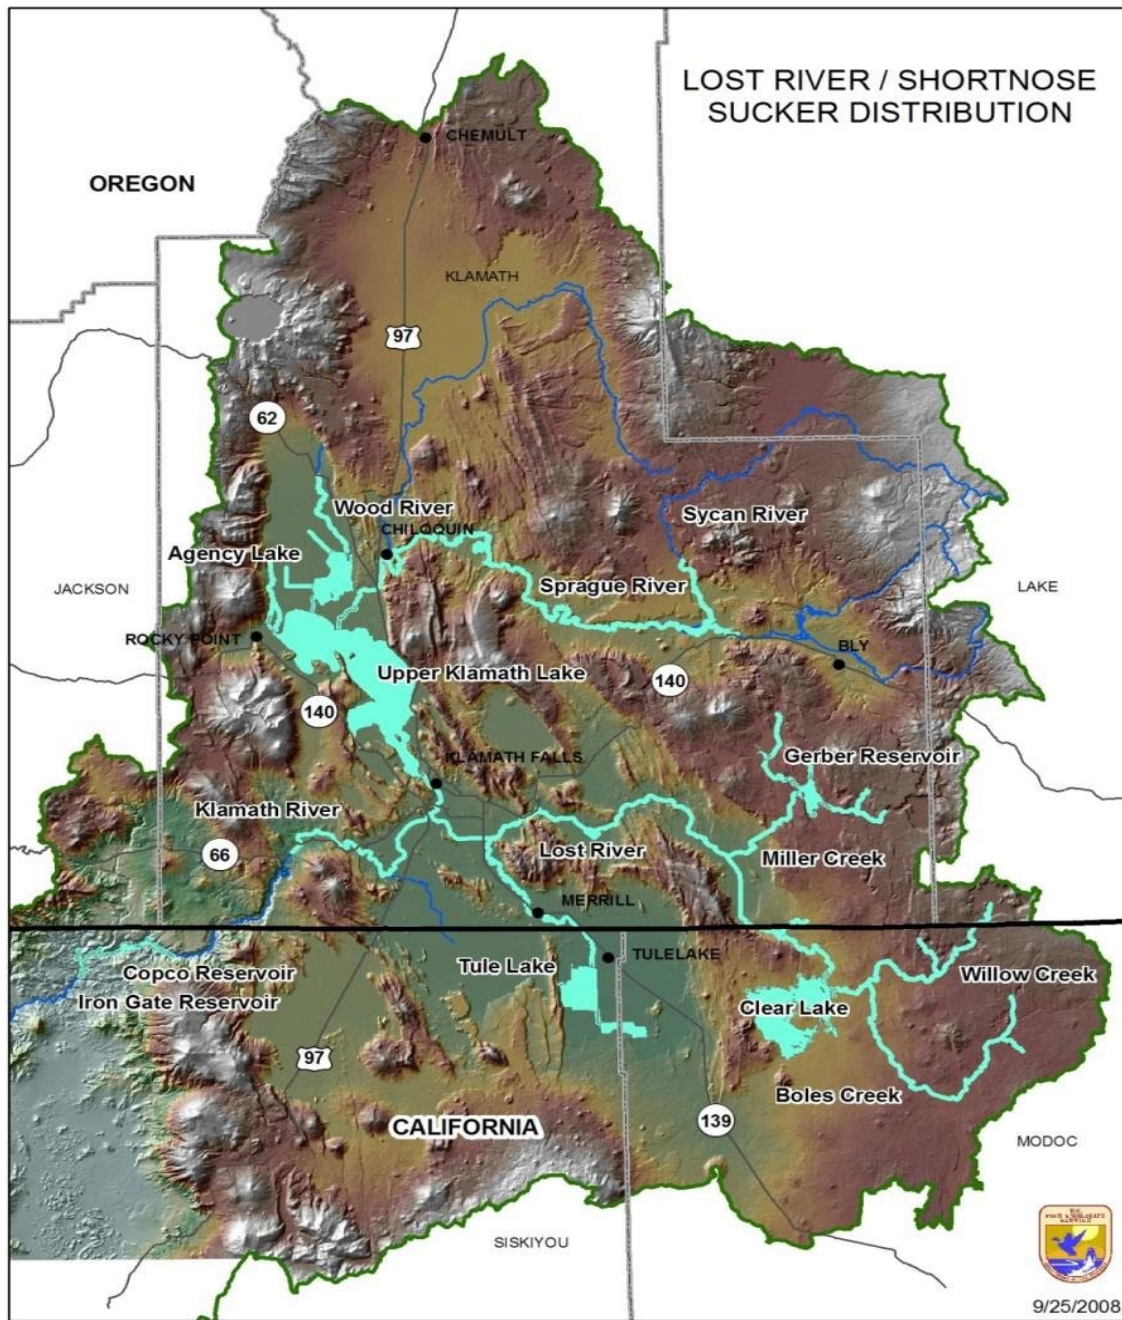 LOST RIVER / SHORTNOSE
SUCKER DISTRIBUTION
CHEMULT
OREGON
KLAMATH
97
62
Wood River
Sycan River
CHILOQUIN
Agency Lake
Sprague River
JACKSON
LAKE
ROCKY POINT
BLY
Upper Klamath Lake
140
140
Gerber Reservoir
KLAMATH FALLS
Klamath River
Lost River
66
Miller Creek
MERRILL
TULELAKE
Tule Lake
Copco Reservoir
Willow Creek
Iron Gate Reservoir
Clear Lake
97
Boles Creek
CALIFORNIA
139
MODOC
SISKIYOU
U.S.
FISH & WILDLIFE
SERVICE
9/25/2008